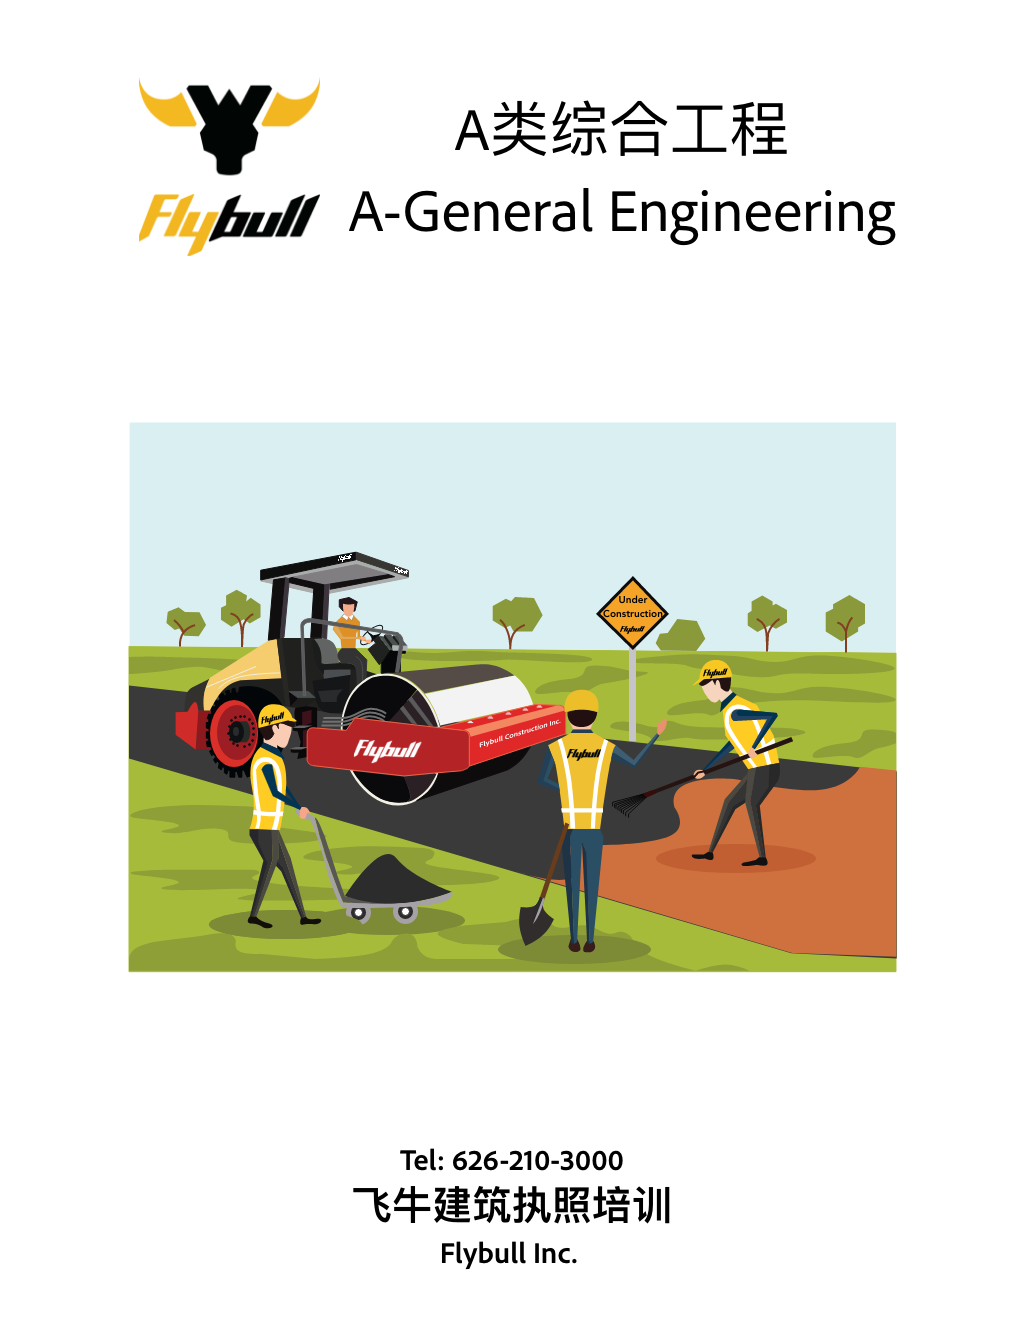 A类综合工程
Flybull
A-General Engineering
Flybull
Flybull
Under
Construction
Flybull
Flybull
Flybull
Flybull
Flybull Construction Inc.
Flybull
Tel: 626-210-3000
飞牛建筑执照培训
Flybull Inc.